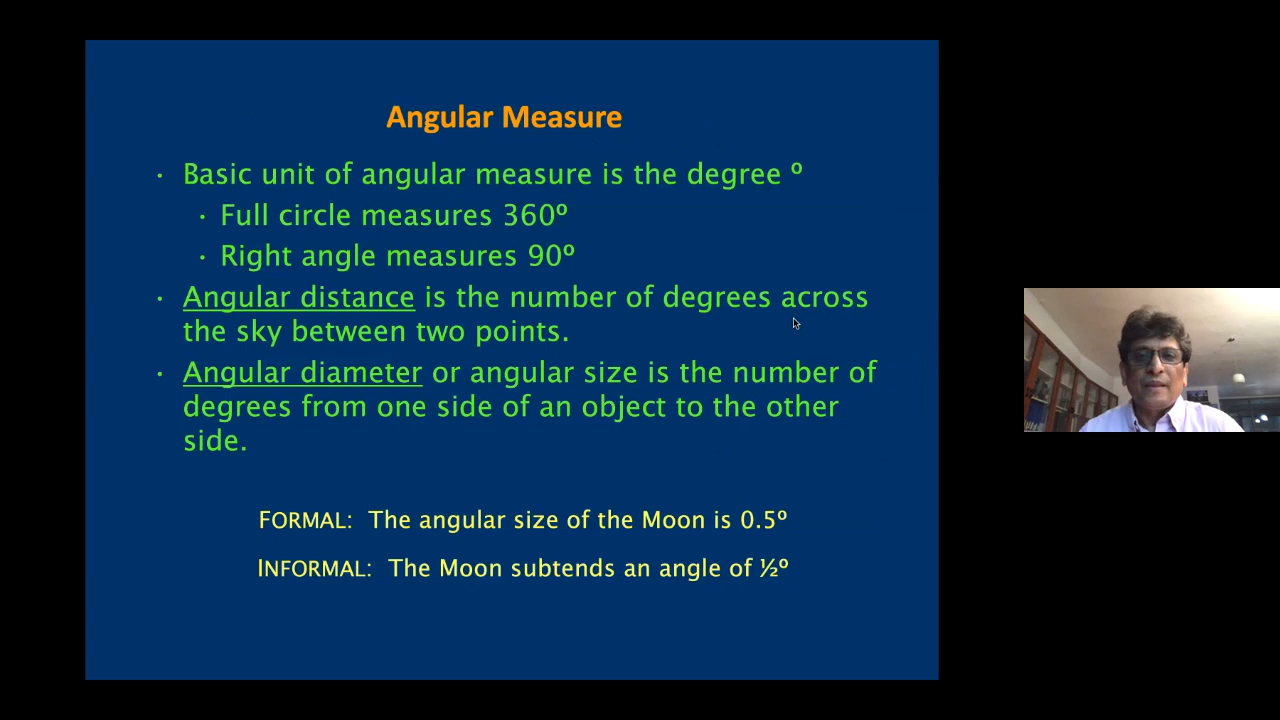 Angular Measure
• Basic unit of angular measure is the degree º
• Full circle measures 360º
• Right angle measures 90º
• Angular distance is the number of degrees across
the sky between two points.
• Angular diameter or angular size is the number of
degrees from one side of an object to the other
side.
FORMAL: The angular size of the Moon is 0.5º
INFORMAL: The Moon subtends an angle of ½º